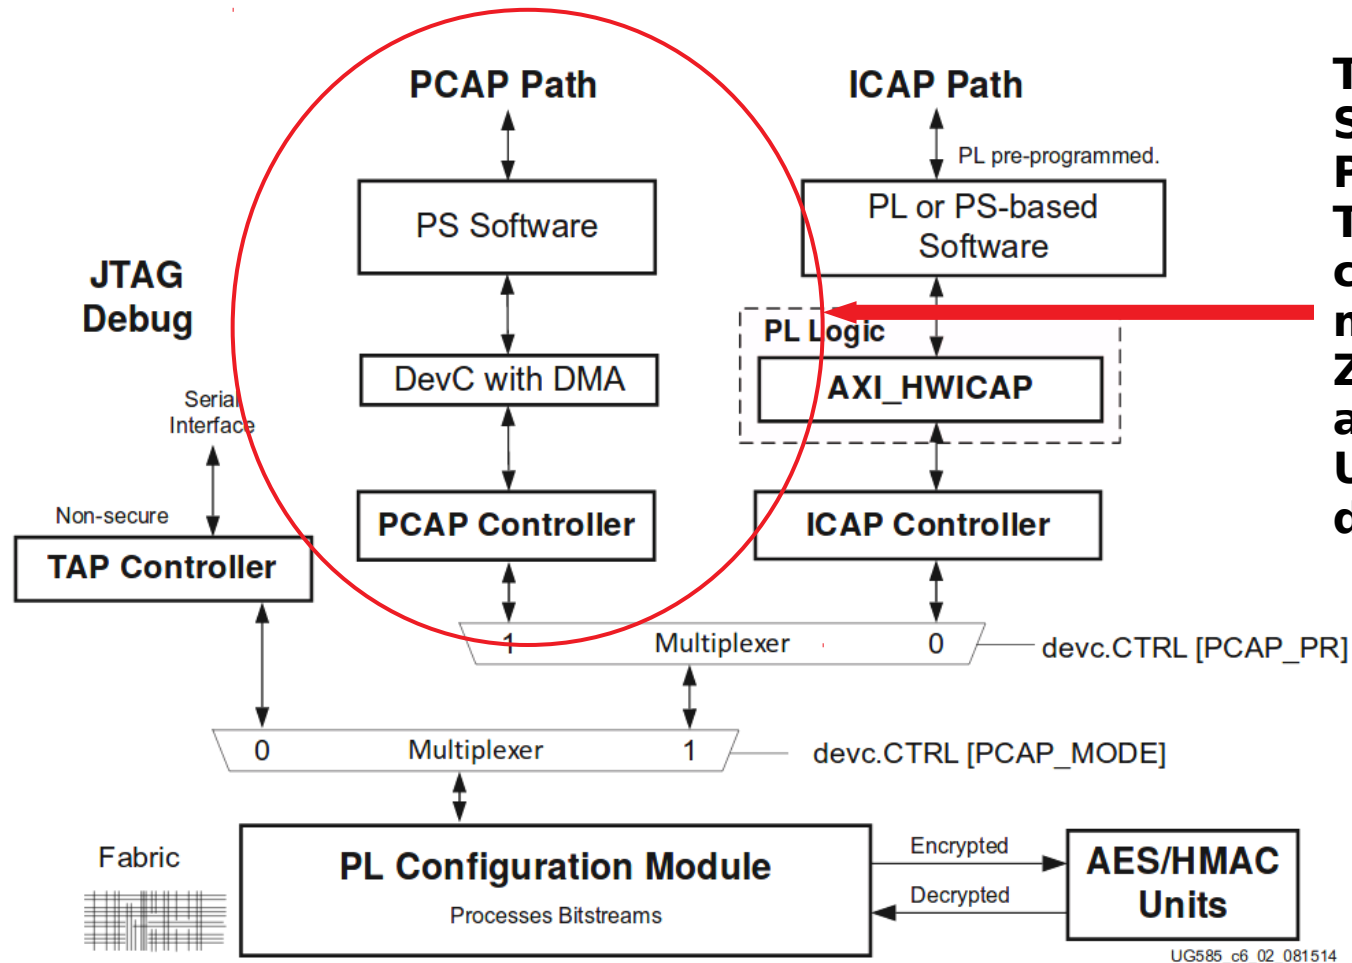 PCAP Path
ICAP Path
PL pre-programmed.
PS Software
PL or PS-based
Software
JTAG
Debug
PL Logic
DevC with DMA
AXI_HWICAP
Serial
Interface
Non-secure
PCAP Controller
ICAP Controller
TAP Controller
1 Multiplexer 0
devc.CTRL [PCAP_PR]
0 Multiplexer 1
devc.CTRL [PCAP_MODE]
Fabric
PL Configuration Module
Processes Bitstreams
Encrypted
Decrypted
AES/HMAC
Units
UG585_c6_02_081514